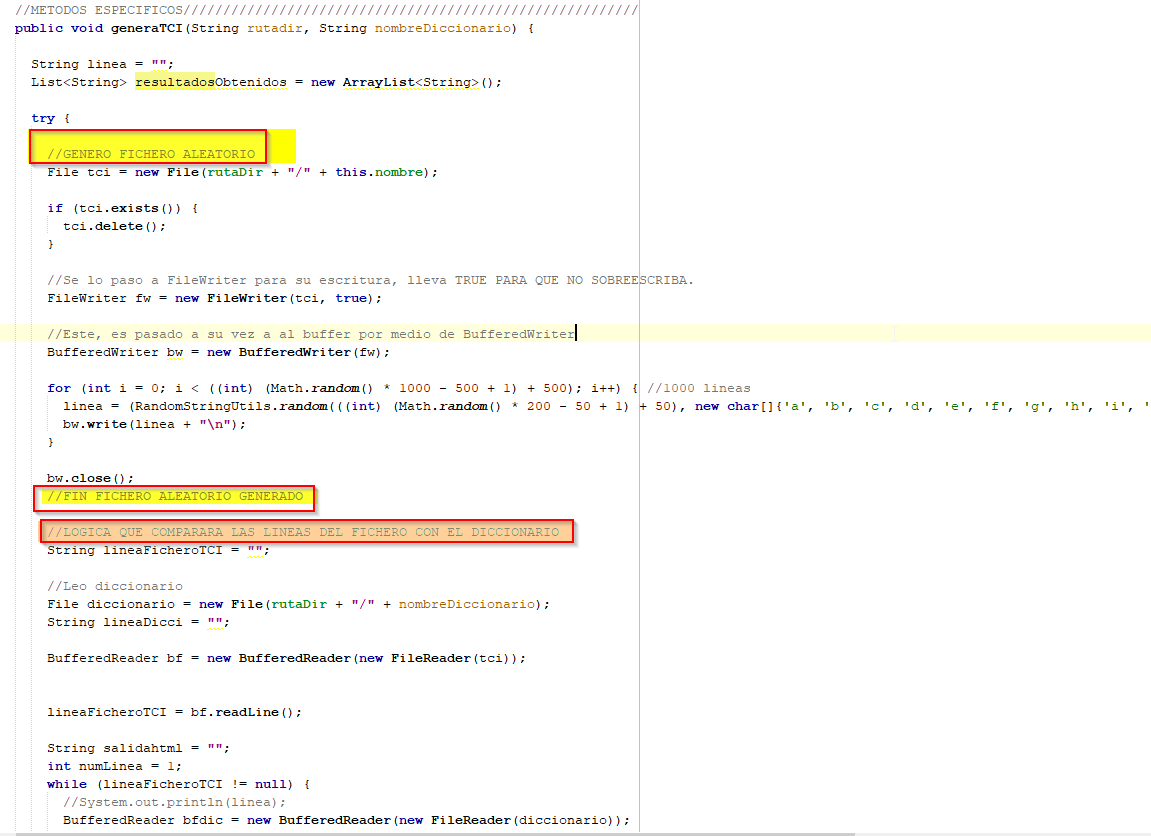 //METODOS ESPECIFICOS/////////////////////////////////////////////////////////
public void generaTCI(String rutadir, String nombreDiccionario) {
String linea = "";
List<String> resultadosObtenidos = new ArrayList<String>();
try {
//GENERO FICHERO ALEATORIO
File tci = new File(rutaDir + "/" + this.nombre);
if (tci.exists()) {
tci.delete();
}
//Se lo paso a FileWriter para su escritura, lleva TRUE PARA QUE NO SOBREESCRIBA.
FileWriter fw = new FileWriter(tci, true);
//Este, es pasado a su vez a al buffer por medio de BufferedWriter
BufferedWriter bw = new BufferedWriter(fw);
for (int i = 0; i < ((int) (Math.random() * 1000 - 500 + 1) + 500); i++) { //1000 lineas
linea = (RandomStringUtils.random(((int) (Math.random() * 200 - 50 + 1) + 50), new char[]{'a', 'b', 'c', 'd', 'e', 'f', 'g', 'h', 'i', '
bw.write(linea + "\n");
}
bw.close();
//FIN FICHERO ALEATORIO GENERADO
//LOGICA QUE COMPARARA LAS LINEAS DEL FICHERO CON EL DICCIONARIO
String lineaFicheroTCI = "";
//Leo diccionario
File diccionario = new File(rutaDir + "/" + nombreDiccionario);
String lineaDicci = "";
BufferedReader bf = new BufferedReader(new FileReader(tci));
lineaFicheroTCI = bf.readLine();
String salidahtml = "";
int numLinea = 1;
while (lineaFicheroTCI != null) {
//System.out.println(linea);
BufferedReader bfdic = new BufferedReader(new FileReader(diccionario));